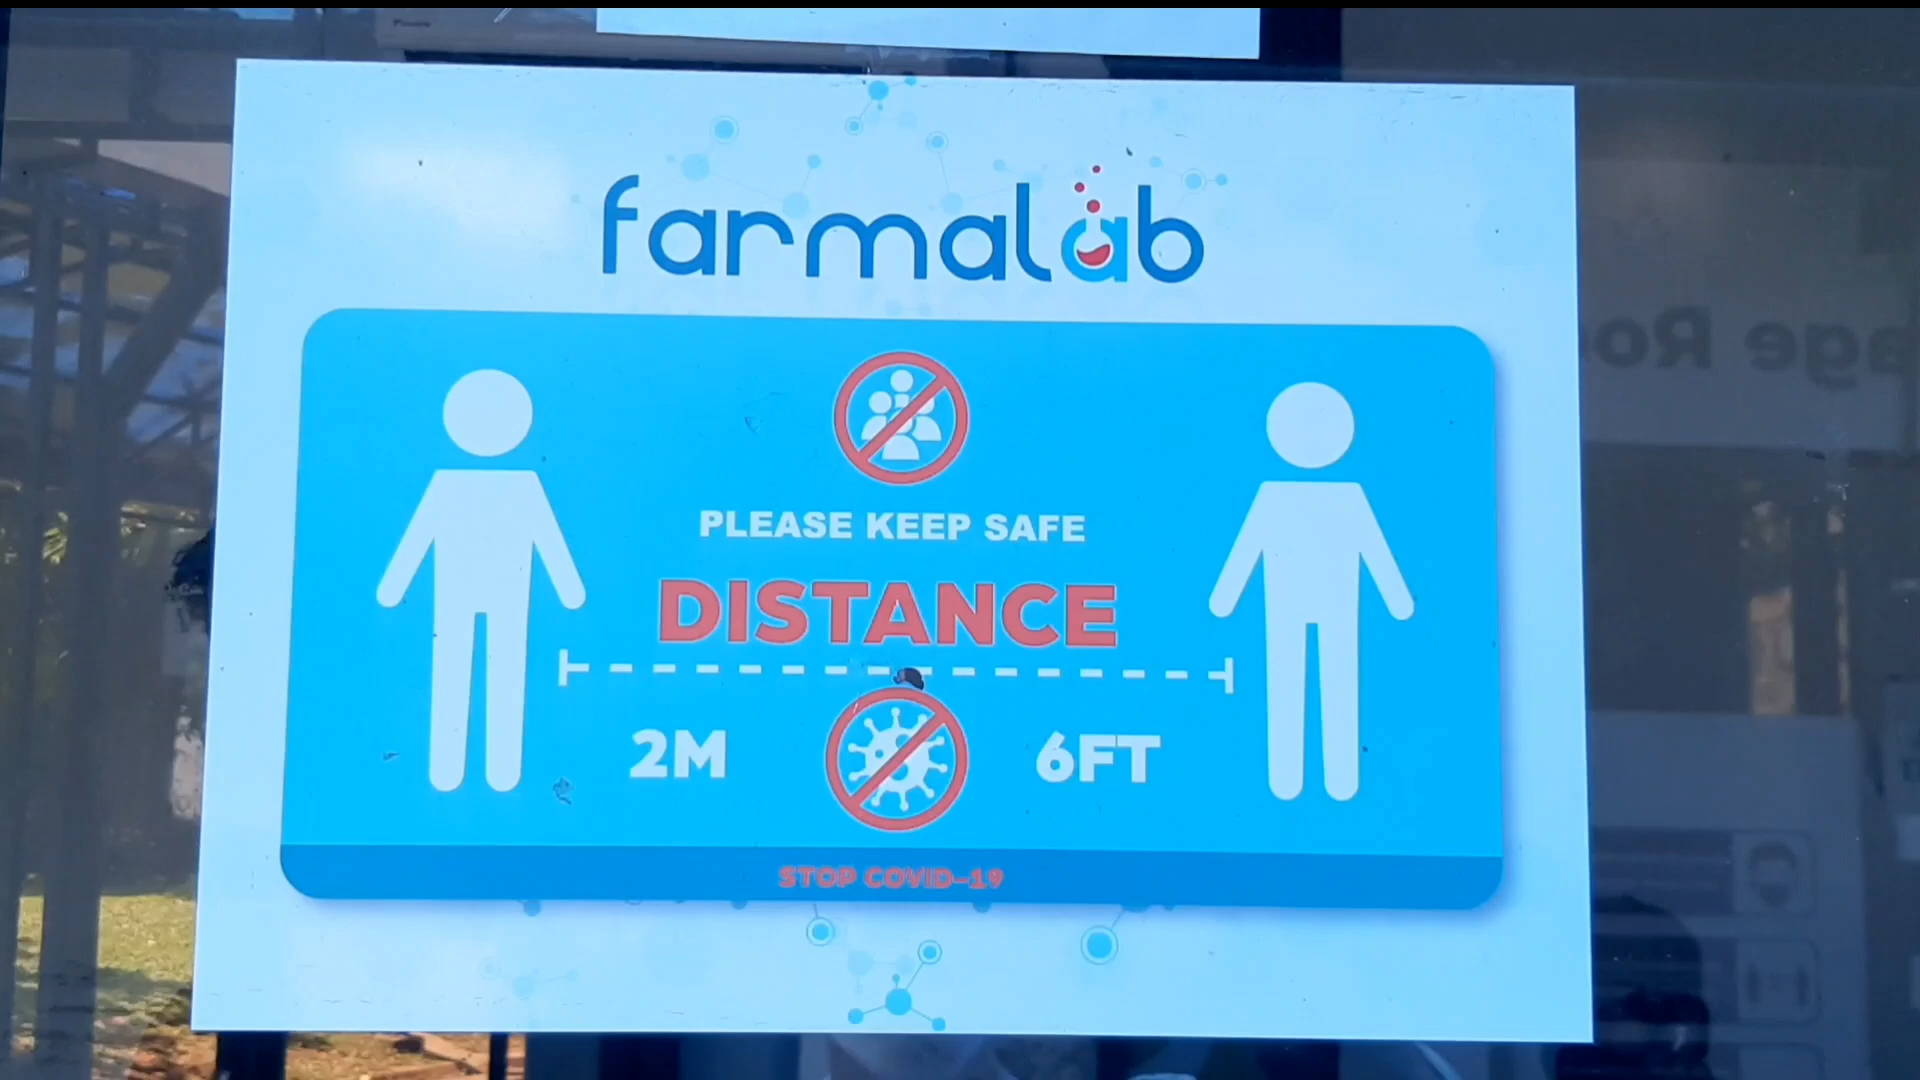 farmalab
PLEASE KEEP SAFE
DISTANCE
2M
6FT
STOP COVID-19